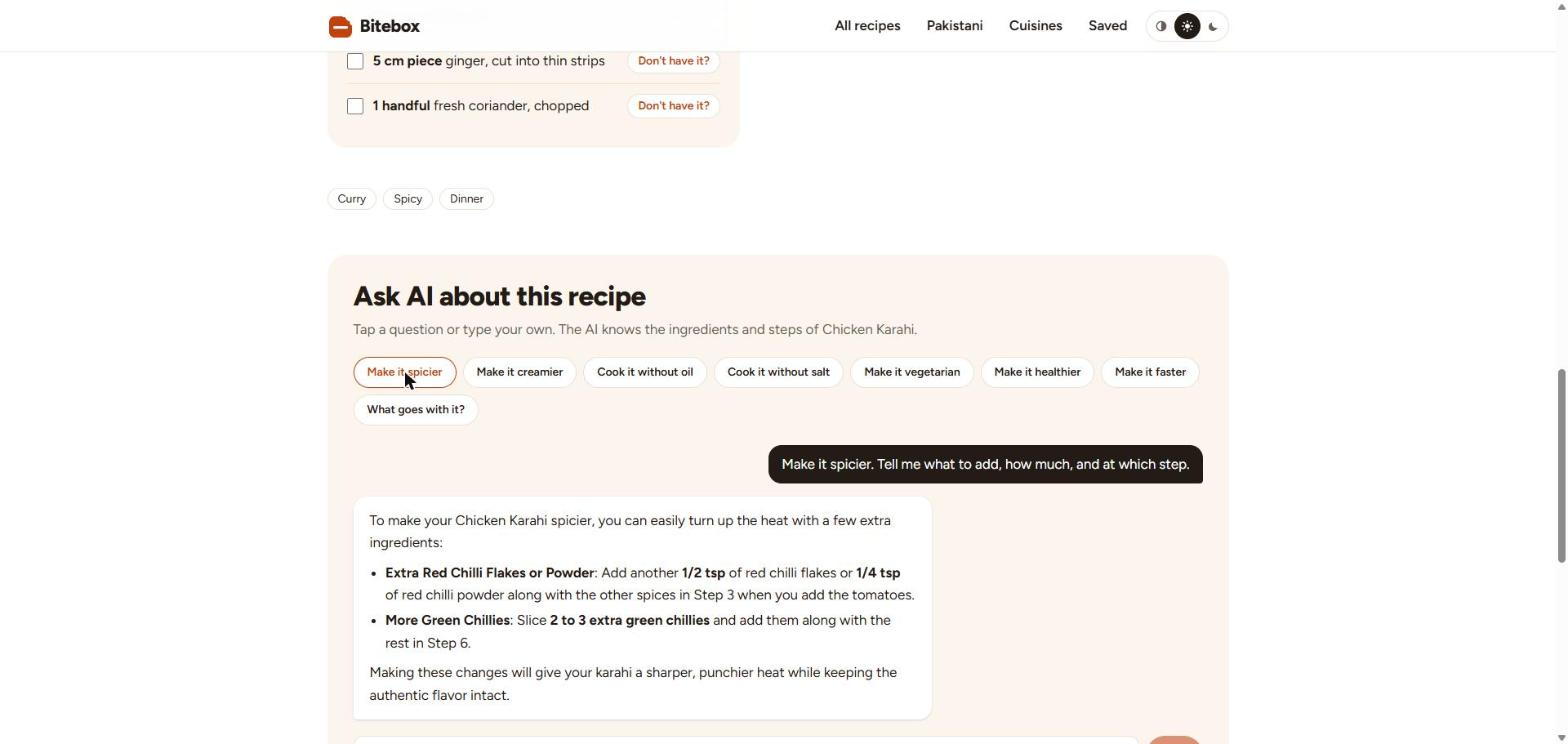 Bitebox
All recipes
Pakistani
Cuisines
Saved
5 cm piece ginger, cut into thin strips
Don't have it?
1 handful fresh coriander, chopped
Don't have it?
Curry
Spicy
Dinner
Ask AI about this recipe
Tap a question or type your own. The AI knows the ingredients and steps of Chicken Karahi.
Make it spicier
Make it creamier
Cook it without oil
Cook it without salt
Make it vegetarian
Make it healthier
Make it faster
What goes with it?
Make it spicier. Tell me what to add, how much, and at which step.
To make your Chicken Karahi spicier, you can easily turn up the heat with a few extra
ingredients:
• Extra Red Chilli Flakes or Powder: Add another 1/2 tsp of red chilli flakes or 1/4 tsp
of red chilli powder along with the other spices in Step 3 when you add the tomatoes.
• More Green Chillies: Slice 2 to 3 extra green chillies and add them along with the
rest in Step 6.
Making these changes will give your karahi a sharper, punchier heat while keeping the
authentic flavor intact.